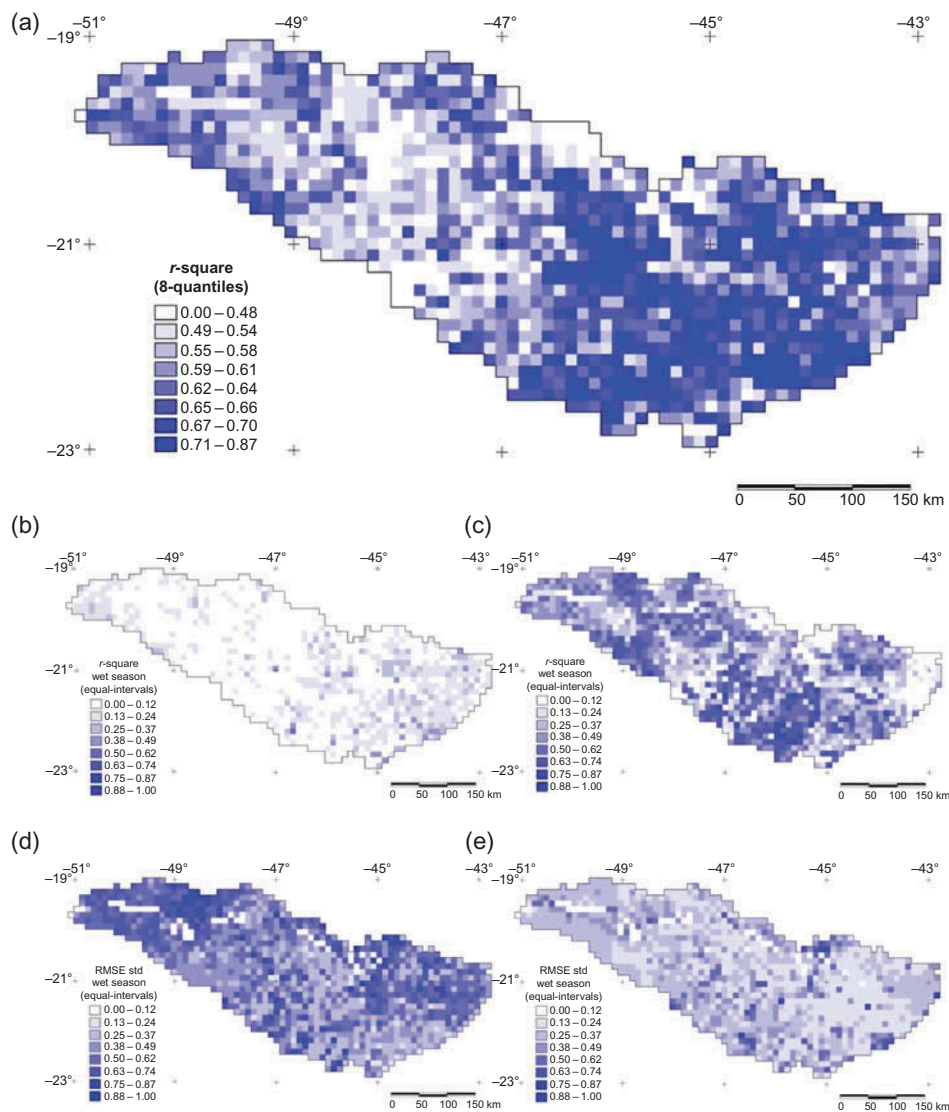 (a)
–51° –49° –47° –45° –43°
–19°
–21°
–23°
r-square
(8-quantiles)
0.00 – 0.48
0.49 – 0.54
0.55 – 0.58
0.59 – 0.61
0.62 – 0.64
0.65 – 0.66
0.67 – 0.70
0.71 – 0.87
0 50 100 150 km
(b)
–51° –49° –47° –45° –43°
–19°
–21°
–23°
r-square
wet season
(equal-intervals)
0.00 – 0.12
0.13 – 0.24
0.25 – 0.37
0.38 – 0.49
0.50 – 0.62
0.63 – 0.74
0.75 – 0.87
0.88 – 1.00
0 50 100 150 km
(c)
–51° –49° –47° –45° –43°
–19°
–21°
–23°
r-square
wet season
(equal-intervals)
0.00 – 0.12
0.13 – 0.24
0.25 – 0.37
0.38 – 0.49
0.50 – 0.62
0.63 – 0.74
0.75 – 0.87
0.88 – 1.00
0 50 100 150 km
(d)
–51° –49° –47° –45° –43°
–19°
–21°
–23°
RMSE std
wet season
(equal-intervals)
0.00 – 0.12
0.13 – 0.24
0.25 – 0.37
0.38 – 0.49
0.50 – 0.62
0.63 – 0.74
0.75 – 0.87
0.88 – 1.00
0 50 100 150 km
(e)
–51° –49° –47° –45° –43°
–19°
–21°
–23°
RMSE std
wet season
(equal-intervals)
0.00 – 0.12
0.13 – 0.24
0.25 – 0.37
0.38 – 0.49
0.50 – 0.62
0.63 – 0.74
0.75 – 0.87
0.88 – 1.00
0 50 100 150 km